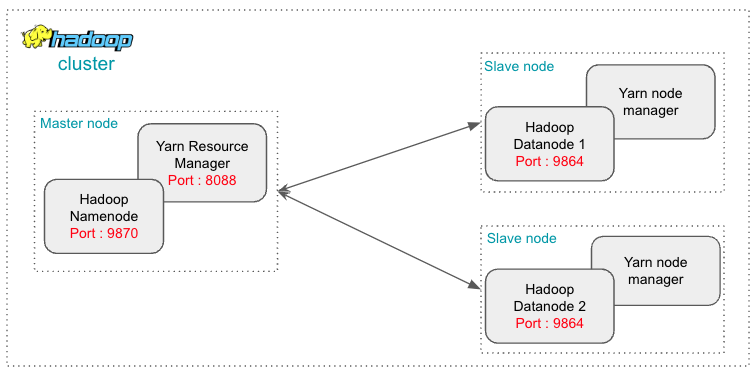 hadoop
cluster
Master node
Yarn Resource
Manager
Port : 8088
Hadoop
Namenode
Port : 9870
Slave node
Yarn node
manager
Hadoop
Datanode 1
Port : 9864
Slave node
Yarn node
manager
Hadoop
Datanode 2
Port : 9864